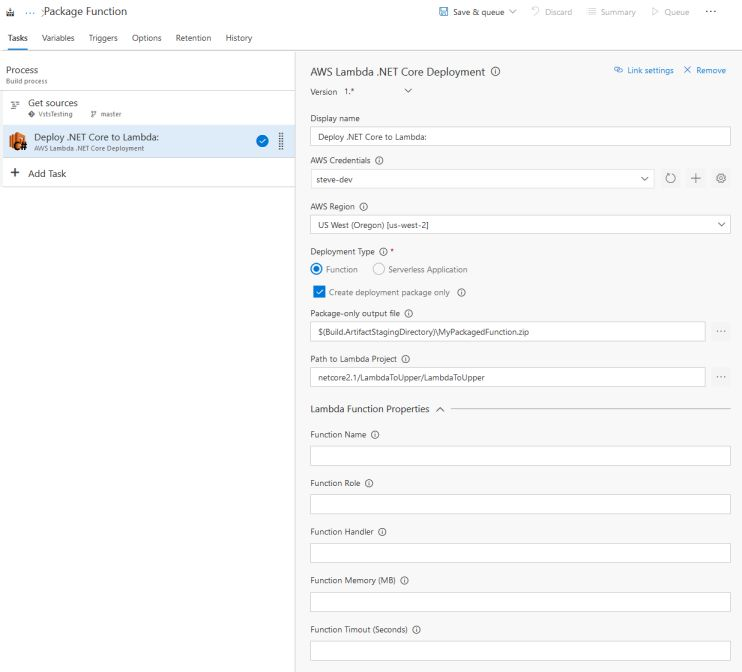 ... Package Function
Save & queue
Discard
Summary
Queue
...
Tasks
Variables
Triggers
Options
Retention
History
Process
Build process
Get sources
VstsTesting
master
Deploy .NET Core to Lambda:
AWS Lambda .NET Core Deployment
C#
+ Add Task
AWS Lambda .NET Core Deployment
Link settings
Remove
Version 1.*
Display name
Deploy .NET Core to Lambda:
AWS Credentials
steve-dev
AWS Region
US West (Oregon) [us-west-2]
Deployment Type *
Function
Serverless Application
Create deployment package only
Package-only output file
$(Build.ArtifactStagingDirectory)\MyPackagedFunction.zip
...
Path to Lambda Project
netcore2.1/LambdaToUpper/LambdaToUpper
...
Lambda Function Properties
Function Name
Function Role
Function Handler
Function Memory (MB)
Function Timout (Seconds)